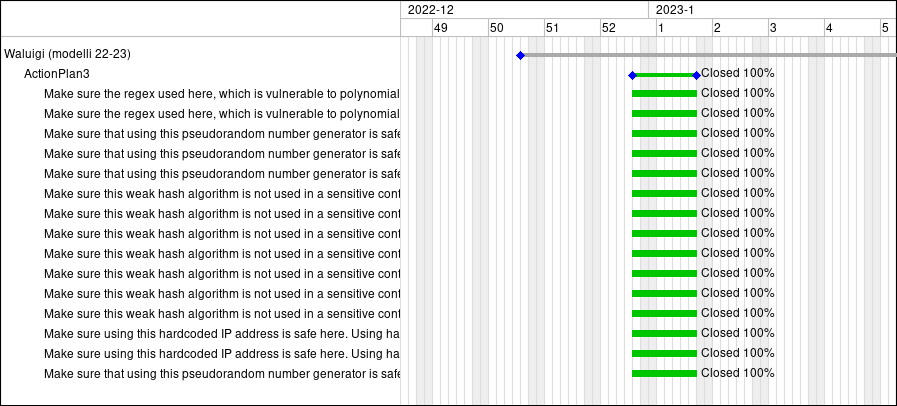 2022-12 2023-1
49 50 51 52 1 2 3 4 5
Waluigi (modelli 22-23)
ActionPlan3 Closed 100%
Make sure the regex used here, which is vulnerable to polynomial Closed 100%
Make sure the regex used here, which is vulnerable to polynomial Closed 100%
Make sure that using this pseudorandom number generator is safe Closed 100%
Make sure that using this pseudorandom number generator is safe Closed 100%
Make sure that using this pseudorandom number generator is safe Closed 100%
Make sure this weak hash algorithm is not used in a sensitive cont Closed 100%
Make sure this weak hash algorithm is not used in a sensitive cont Closed 100%
Make sure this weak hash algorithm is not used in a sensitive cont Closed 100%
Make sure this weak hash algorithm is not used in a sensitive cont Closed 100%
Make sure this weak hash algorithm is not used in a sensitive cont Closed 100%
Make sure this weak hash algorithm is not used in a sensitive cont Closed 100%
Make sure this weak hash algorithm is not used in a sensitive cont Closed 100%
Make sure using this hardcoded IP address is safe here. Using ha Closed 100%
Make sure using this hardcoded IP address is safe here. Using ha Closed 100%
Make sure that using this pseudorandom number generator is safe Closed 100%